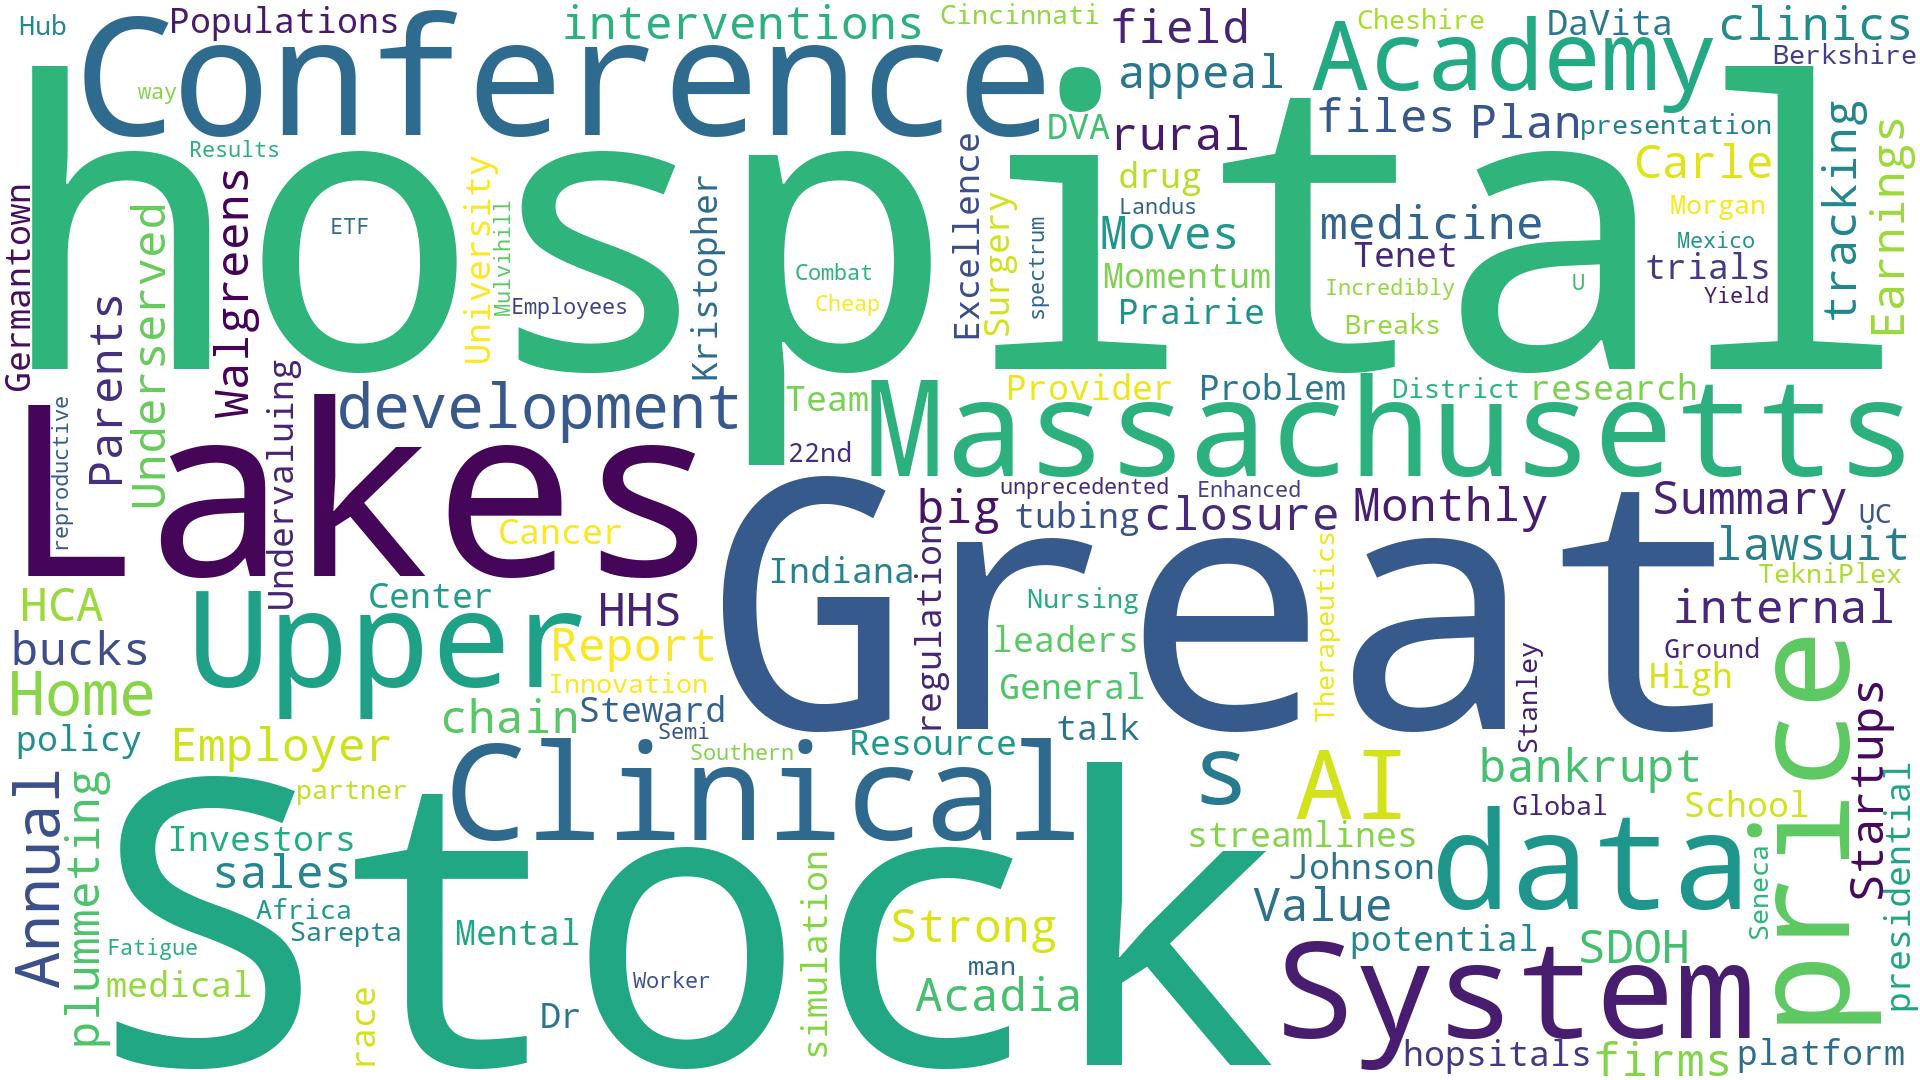 Hub
Populations
Conference
interventions
Cincinnati
field
appeal
Cheshire
Academy
DaVita
clinics
Berkshire
way
hospital
DVA
rural
files
Plan
presentation
Results
Germantown
Underserved
Walgreens
Parents
ETF
University
Mulvihill
Employees
Kristopher
Combat
Cheap
Excellence
Surgery
spectrum
drug
Landus
Moves
Momentum
Prairie
medicine
Tenet
Incredibly
Breaks
U
Carle
Morgan
Mexico
trials
Yield
tracking
Earnings
reproductive
Undervaluing
development
Lakes
Team
22nd
Provider
Problem
District
research
Massachusetts
Cancer
big
unprecedented
Enhanced
tubing
closure
Monthly
Summary
UC
lawsuit
TekniPlex
internal
Great
Indiana
regulation
Nursing
leaders
General
talk
Therapeutics
Stanley
Ground
High
HCA
bucks
Home
policy
Upper
Center
HHS
Report
Innovation
chain
Steward
Semi
Southern
Resource
Employer
partner
Annual
plummeting
Clinical
s
AI
streamlines
bankrupt
Global
School
price
Startups
presidential
Stock
Investors
sales
Africa
Sarepta
Fatigue
medical
race
Mental
Dr
Worker
simulation
Strong
man
Acadia
Johnson
Value
data
Seneca
potential
SDOH
System
hopsitals
firms
platform